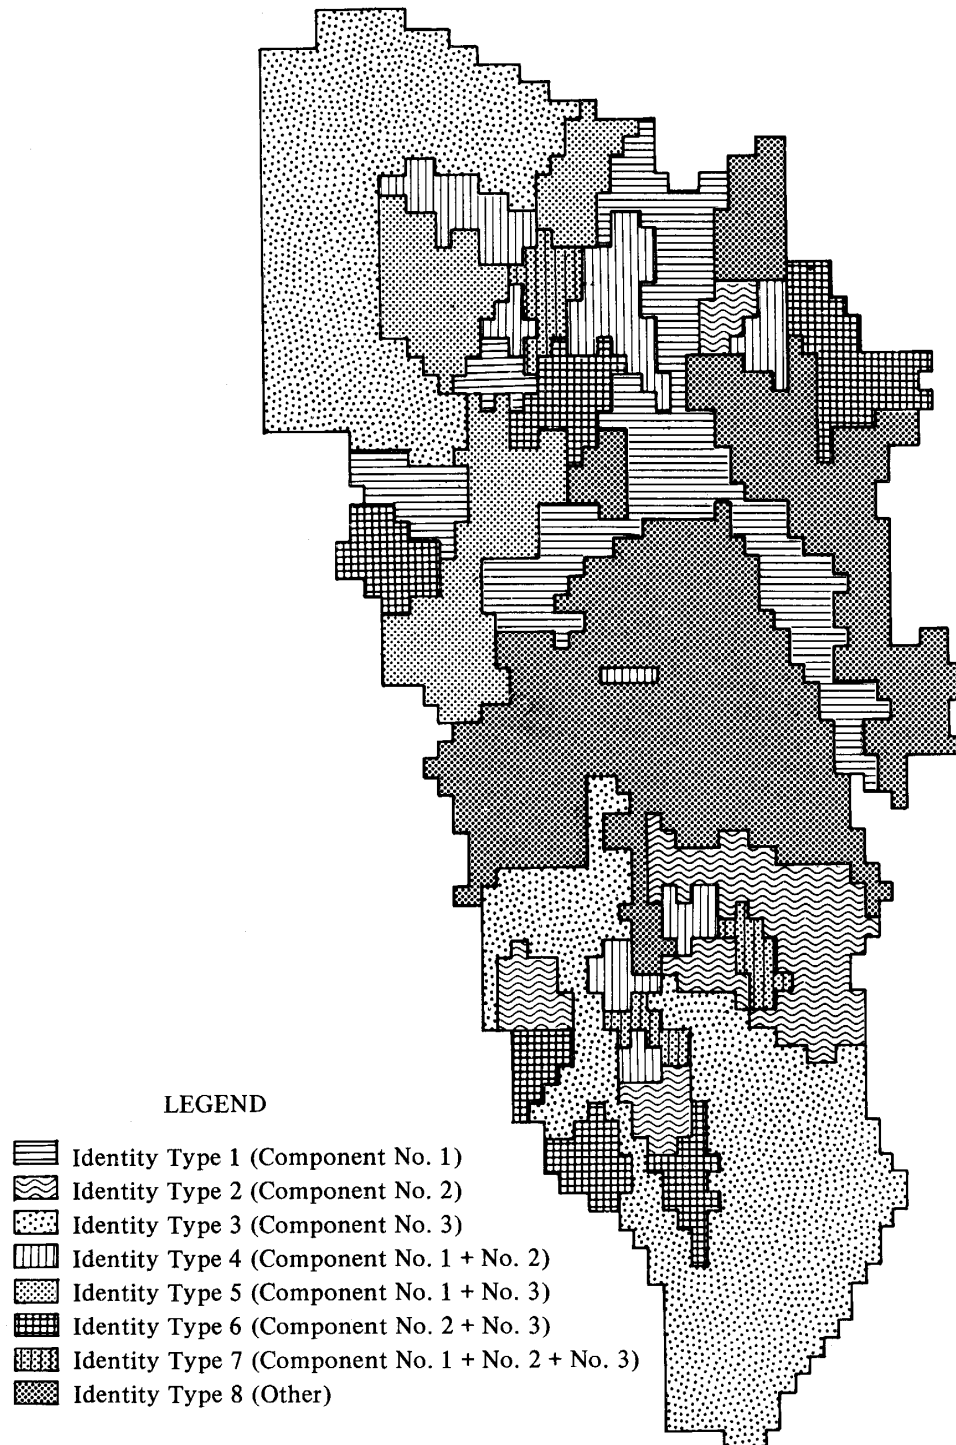 LEGEND
Identity Type 1 (Component No. 1)
Identity Type 2 (Component No. 2)
Identity Type 3 (Component No. 3)
Identity Type 4 (Component No. 1 + No. 2)
Identity Type 5 (Component No. 1 + No. 3)
Identity Type 6 (Component No. 2 + No. 3)
Identity Type 7 (Component No. 1 + No. 2 + No. 3)
Identity Type 8 (Other)